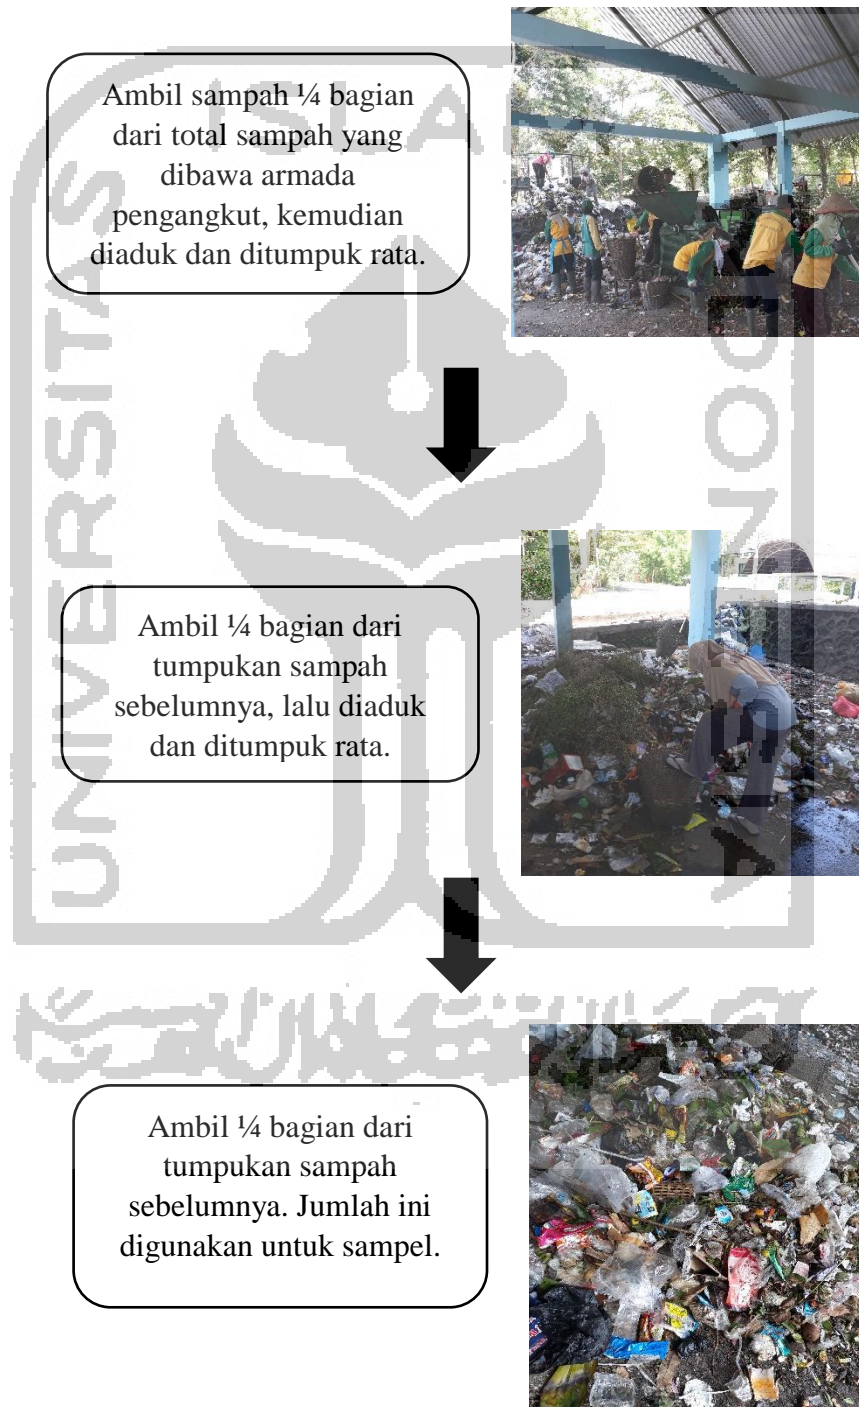 Ambil sampah ¼ bagian
dari total sampah yang
dibawa armada
pengangkut, kemudian
diaduk dan ditumpuk rata.
Ambil ¼ bagian dari
tumpukan sampah
sebelumnya, lalu diaduk
dan ditumpuk rata.
Ambil ¼ bagian dari
tumpukan sampah
sebelumnya. Jumlah ini
digunakan untuk sampel.
UNIVERSITAS
ISLA